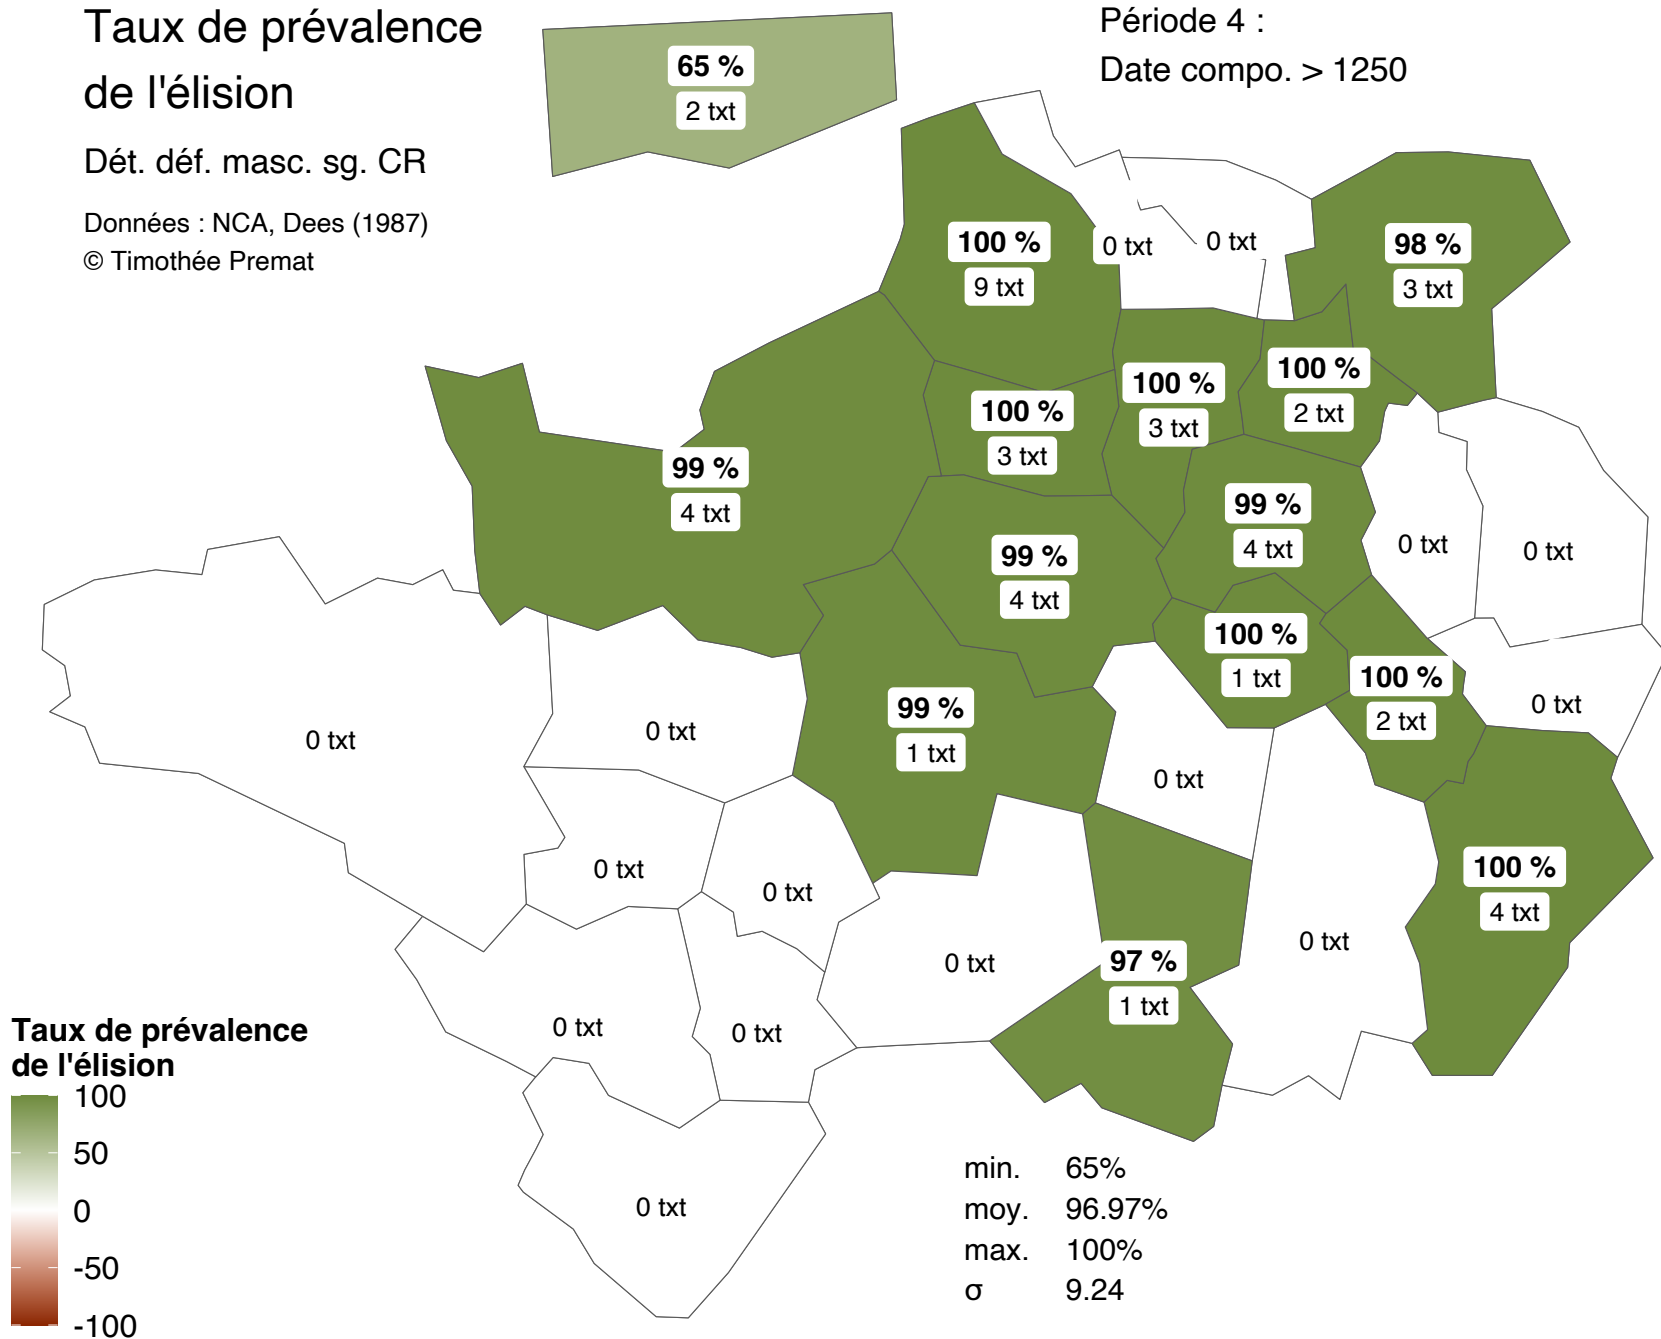 Taux de prévalence
de l'élision
Dét. déf. masc. sg. CR
Données : NCA, Dees (1987)
© Timothée Premat
Période 4 :
Date compo. > 1250
65 %
2 txt
100 %
9 txt
0 txt
0 txt
98 %
3 txt
100 %
3 txt
100 %
3 txt
100 %
2 txt
99 %
4 txt
99 %
4 txt
99 %
4 txt
0 txt
0 txt
100 %
1 txt
100 %
2 txt
0 txt
99 %
1 txt
0 txt
0 txt
0 txt
0 txt
0 txt
100 %
4 txt
0 txt
97 %
1 txt
0 txt
0 txt
0 txt
0 txt
Taux de prévalence
de l'élision
100
50
0
-50
-100
min. 65%
moy. 96.97%
max. 100%
σ 9.24